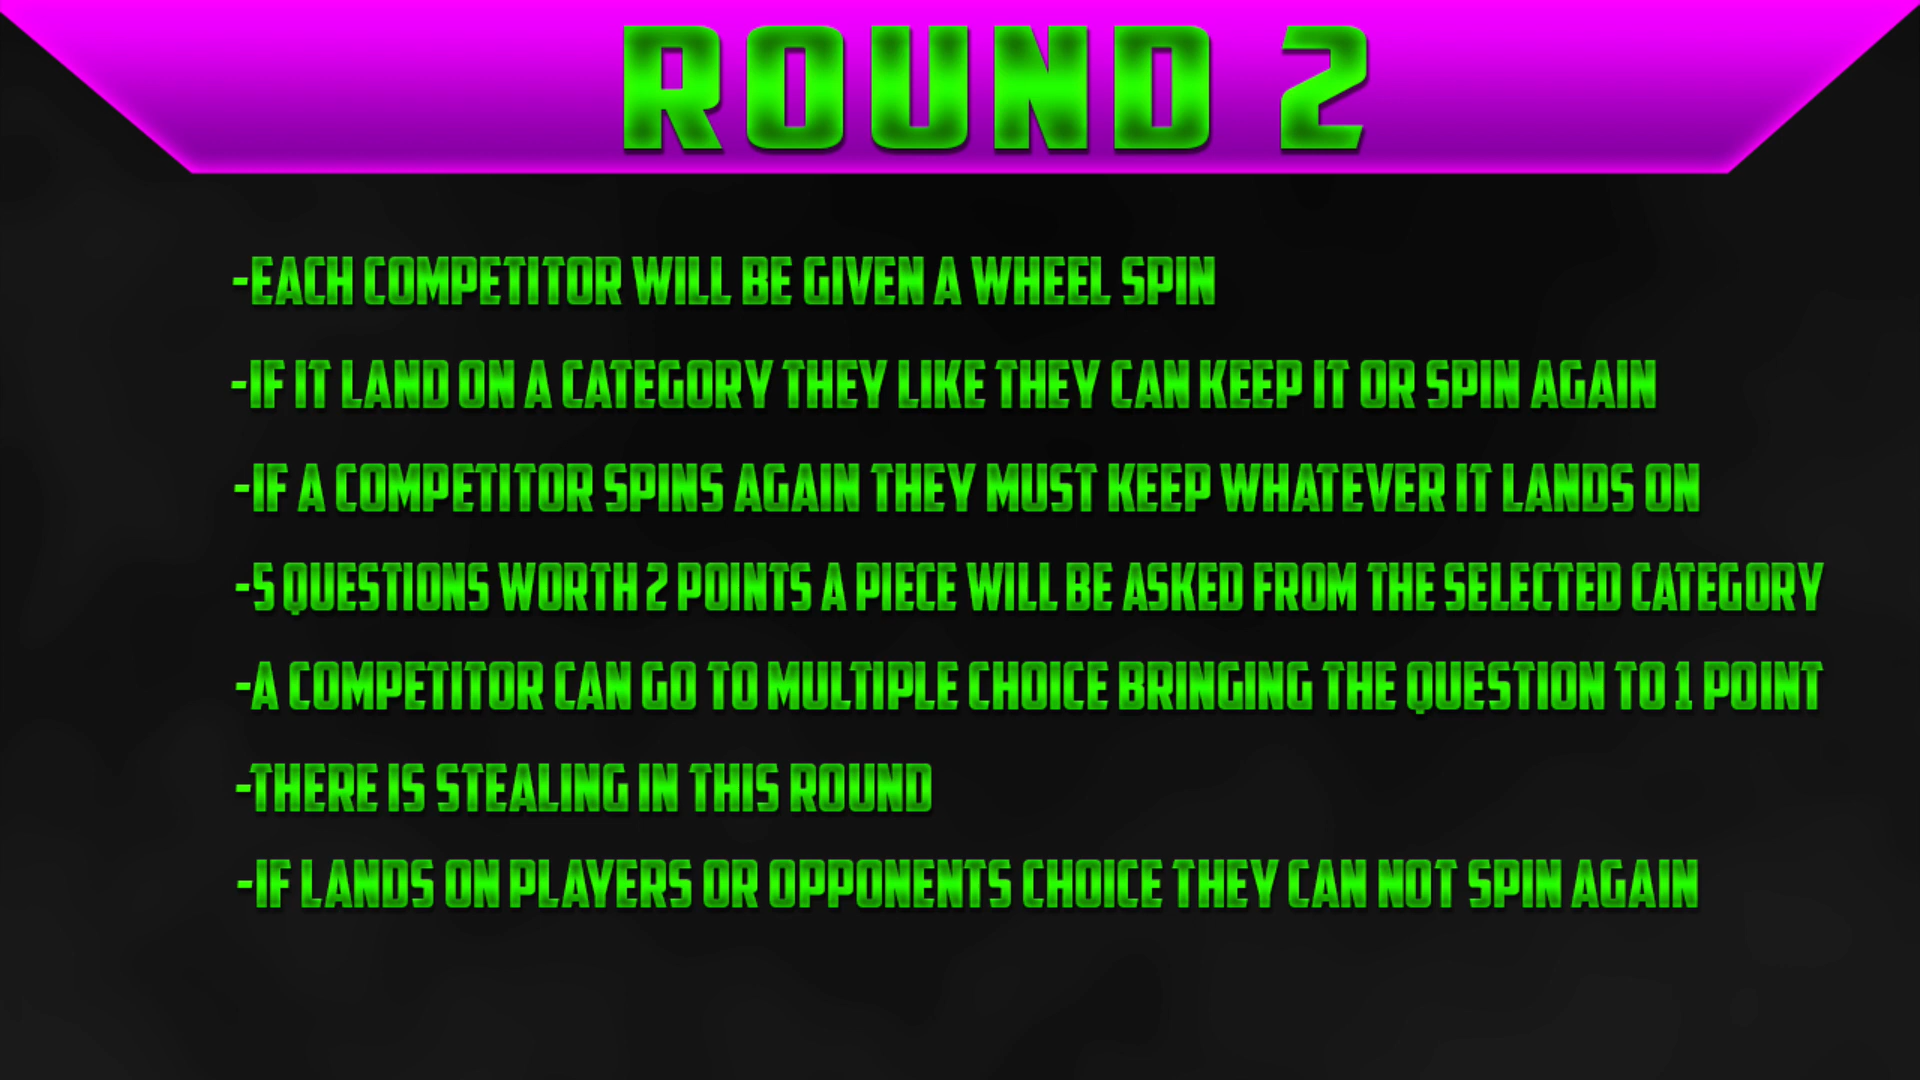 ROUND 2
-EACH COMPETITOR WILL BE GIVEN A WHEEL SPIN
-IF IT LAND ON A CATEGORY THEY LIKE THEY CAN KEEP IT OR SPIN AGAIN
-IF A COMPETITOR SPINS AGAIN THEY MUST KEEP WHATEVER IT LANDS ON
-5 QUESTIONS WORTH 2 POINTS A PIECE WILL BE ASKED FROM THE SELECTED CATEGORY
-A COMPETITOR CAN GO TO MULTIPLE CHOICE BRINGING THE QUESTION TO 1 POINT
-THERE IS STEALING IN THIS ROUND
-IF LANDS ON PLAYERS OR OPPONENTS CHOICE THEY CAN NOT SPIN AGAIN